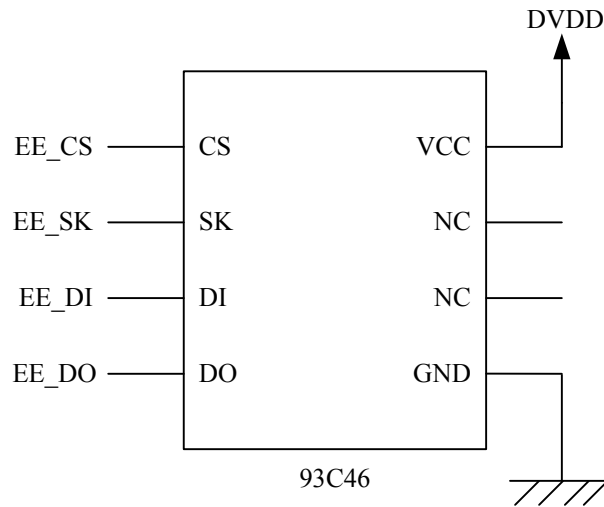 DVDD
EE_CS CS VCC
EE_SK SK NC
EE_DI DI NC
EE_DO DO GND
93C46